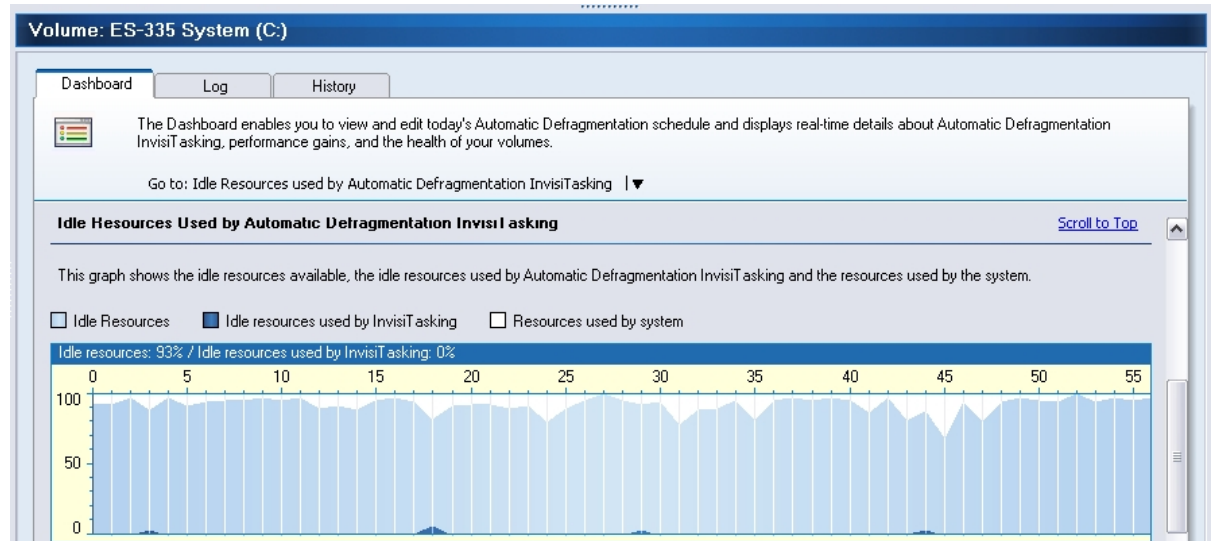 Volume: ES-335 System (C:)
Dashboard Log History
The Dashboard enables you to view and edit today's Automatic Defragmentation schedule and displays real-time details about Automatic Defragmentation
InvisiTasking, performance gains, and the health of your volumes.
Go to: Idle Resources used by Automatic Defragmentation InvisiTasking
Idle Resources Used by Automatic Defragmentation InvisiTasking Scroll to Top
This graph shows the idle resources available, the idle resources used by Automatic Defragmentation InvisiTasking and the resources used by the system.
Idle Resources Idle resources used by InvisiTasking Resources used by system
Idle resources: 93% / Idle resources used by InvisiTasking: 0%
0 5 10 15 20 25 30 35 40 45 50 55
100
50
0